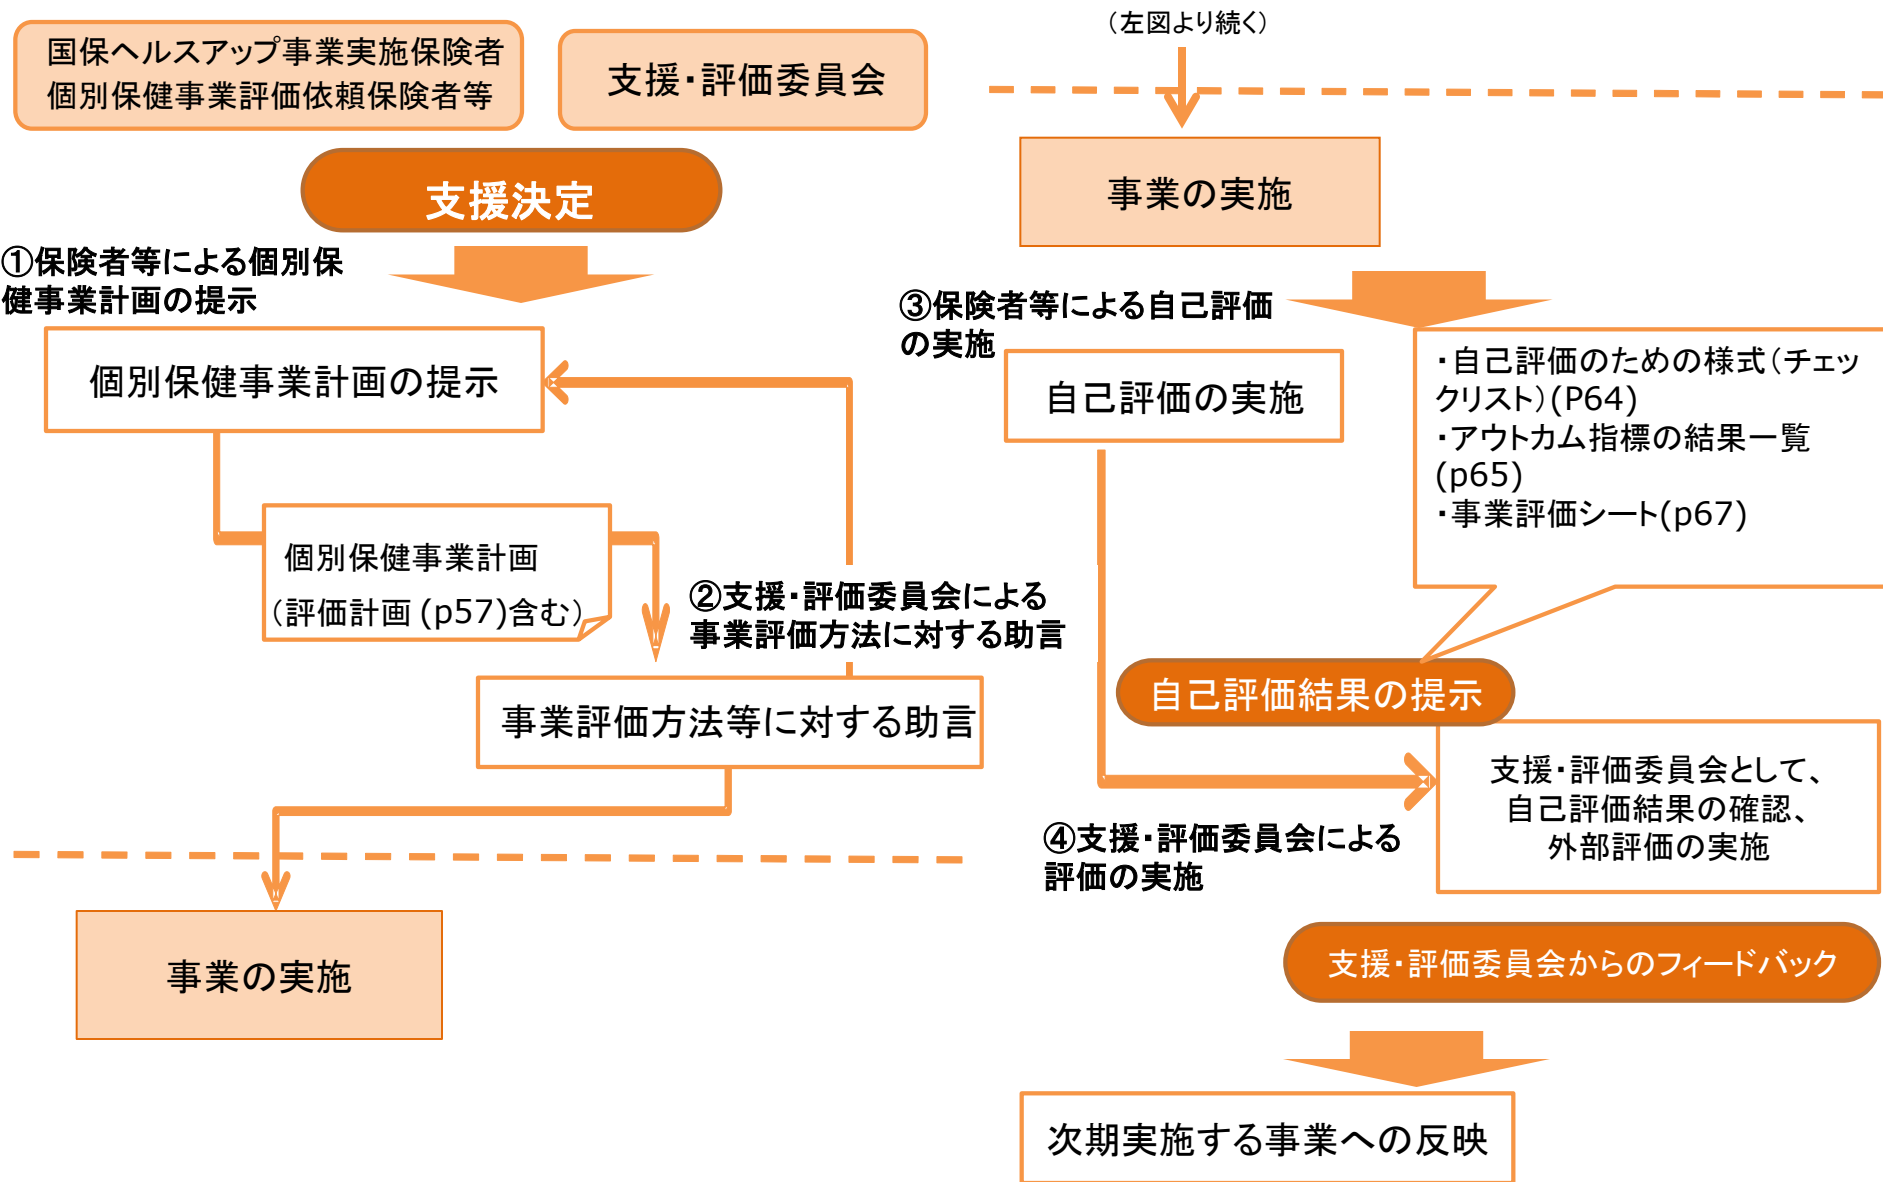 国保ヘルスアップ事業実施保険者
個別保健事業評価依頼保険者等
支援・評価委員会
支援決定
①保険者等による個別保
健事業計画の提示
個別保健事業計画の提示
個別保健事業計画
（評価計画 (p57)含む）
②支援・評価委員会による
事業評価方法に対する助言
事業評価方法等に対する助言
事業の実施
（左図より続く）
事業の実施
③保険者等による自己評価
の実施
自己評価の実施
・自己評価のための様式（チェッ
クリスト）(P64)
・アウトカム指標の結果一覧
(p65)
・事業評価シート(p67)
自己評価結果の提示
支援・評価委員会として、
自己評価結果の確認、
外部評価の実施
④支援・評価委員会による
評価の実施
支援・評価委員会からのフィードバック
次期実施する事業への反映